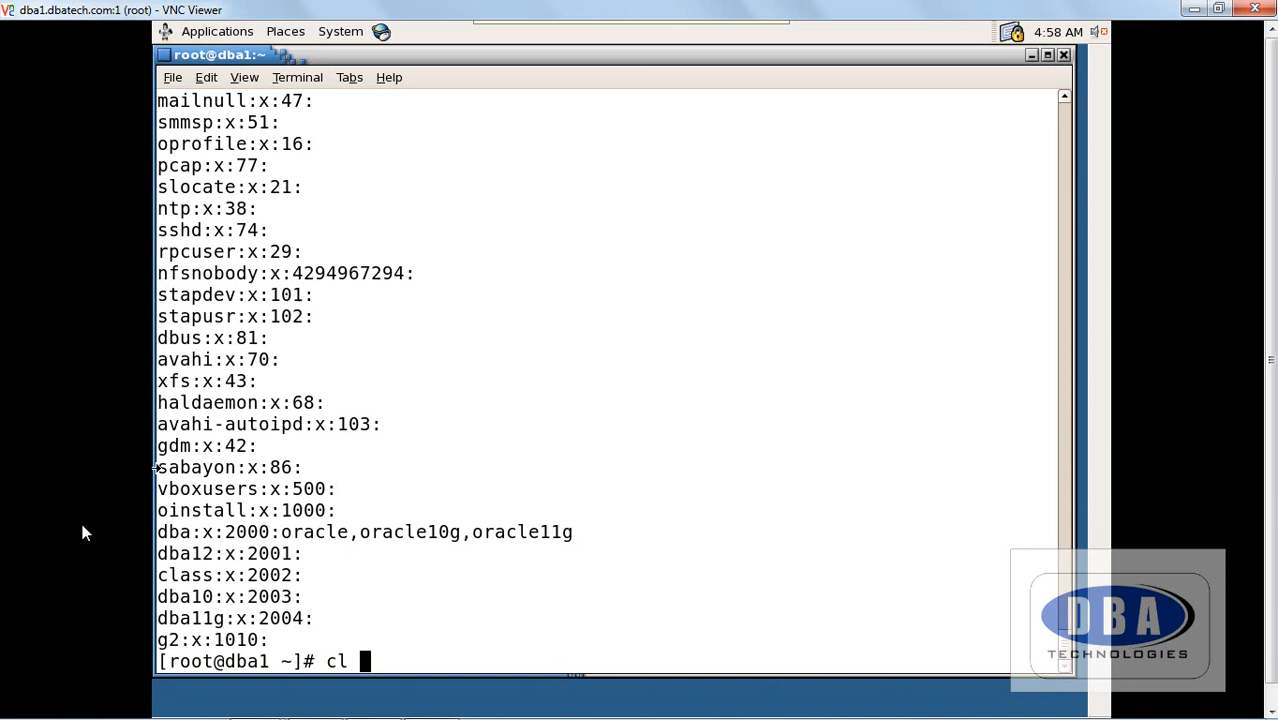 dba1.dbatech.com:1 (root) - VNC Viewer
Applications Places System 4:58 AM
root@dba1:~
File Edit View Terminal Tabs Help
mailnull:x:47:
smmsp:x:51:
oprofile:x:16:
pcap:x:77:
slocate:x:21:
ntp:x:38:
sshd:x:74:
rpcuser:x:29:
nfsnobody:x:4294967294:
stapdev:x:101:
stapusr:x:102:
dbus:x:81:
avahi:x:70:
xfs:x:43:
haldaemon:x:68:
avahi-autoipd:x:103:
gdm:x:42:
sabayon:x:86:
vboxusers:x:500:
oinstall:x:1000:
dba:x:2000:oracle,oracle10g,oracle11g
dba12:x:2001:
class:x:2002:
dba10:x:2003:
dba11g:x:2004:
g2:x:1010:
[root@dba1 ~]# cl
DBA
TECHNOLOGIES